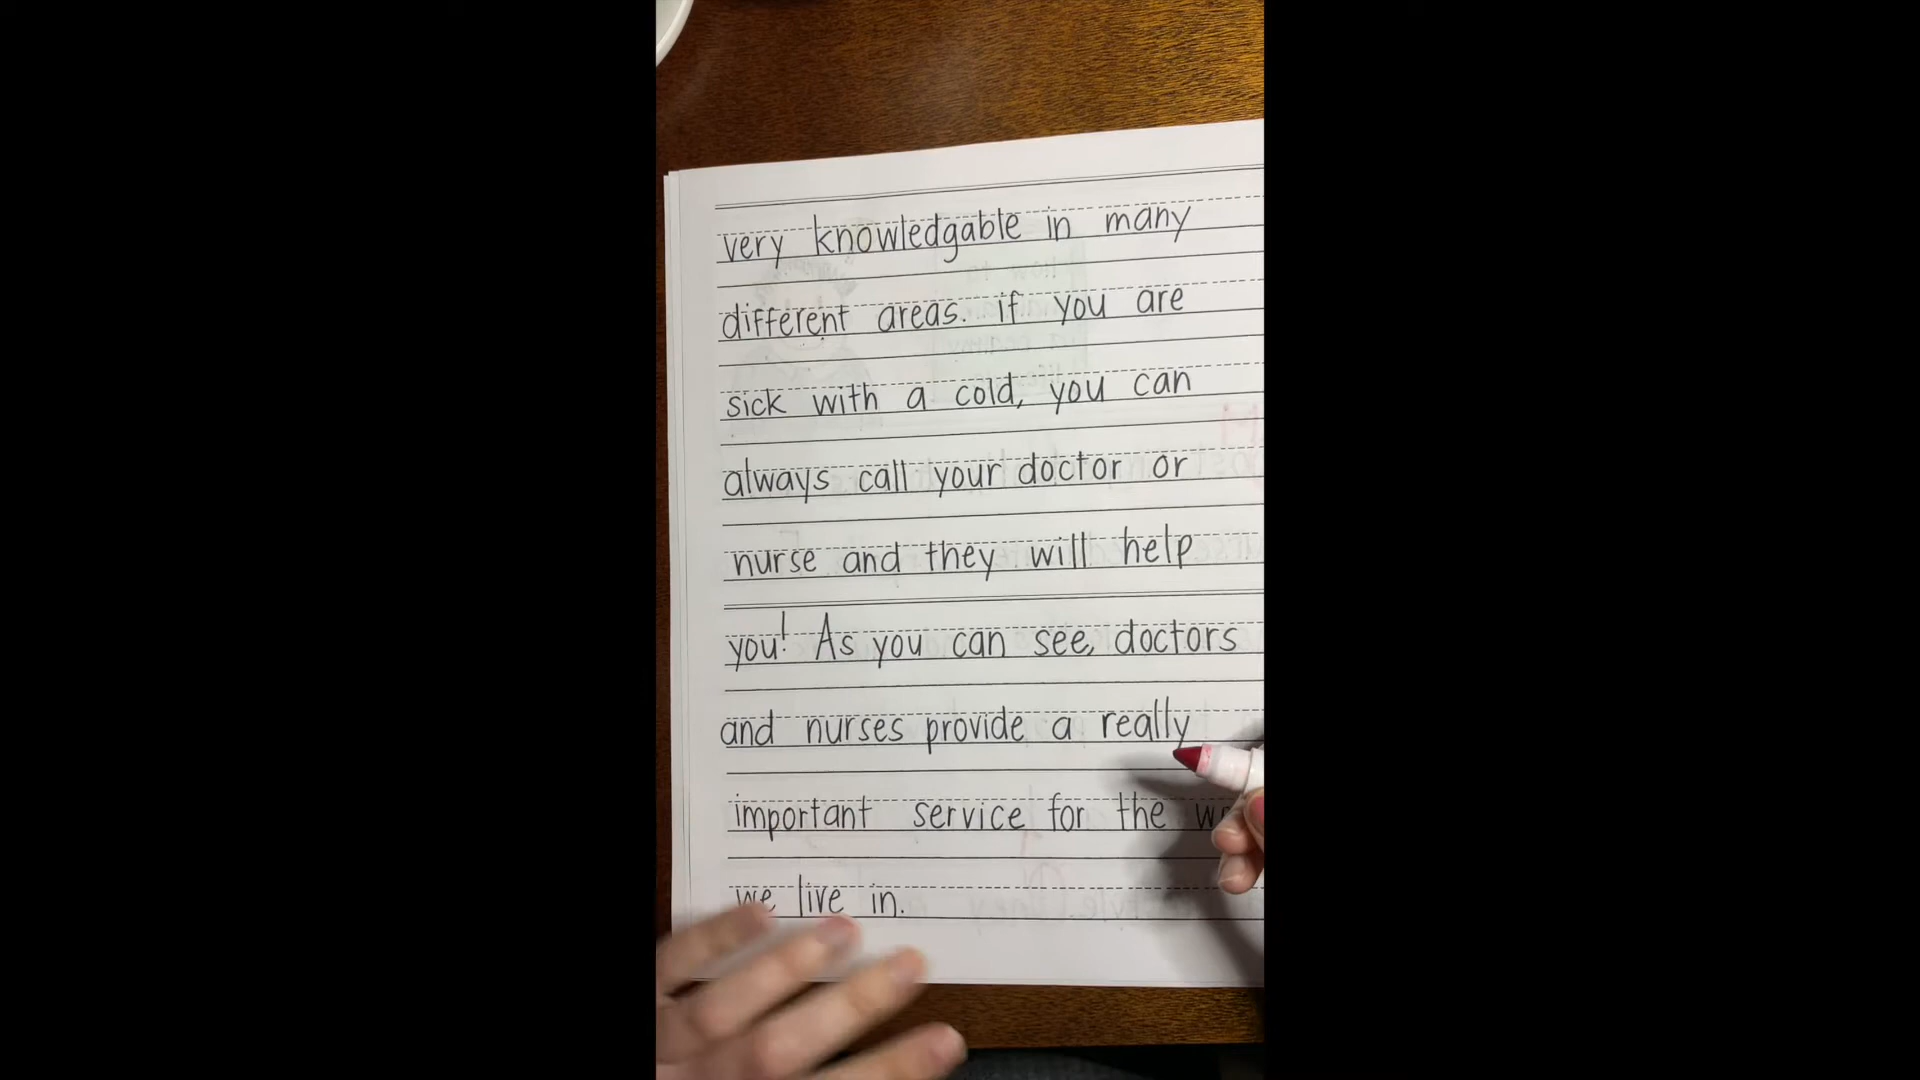 very knowledgable in many
different areas. if you are
sick with a cold, you can
always call your doctor or
nurse and they will help
you! As you can see, doctors
and nurses provide a really
important service for the
we live in.